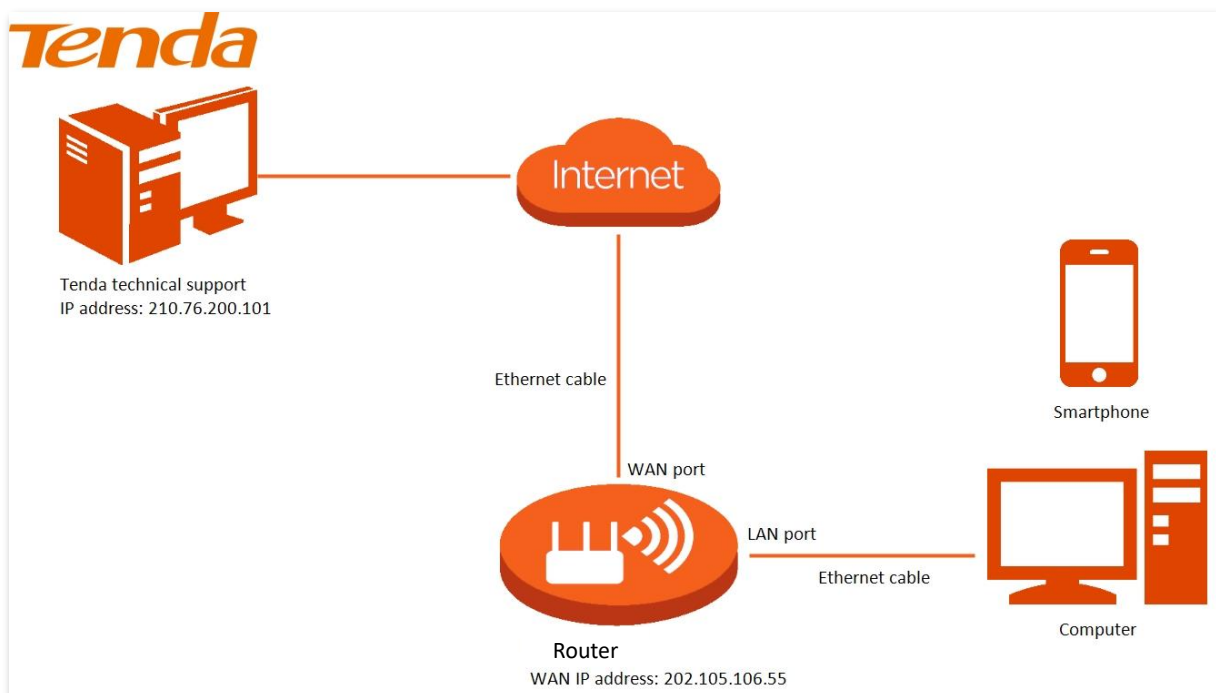 Tenda
Internet
Tenda technical support
IP address: 210.76.200.101
Ethernet cable
Smartphone
WAN port
LAN port
Ethernet cable
Computer
Router
WAN IP address: 202.105.106.55